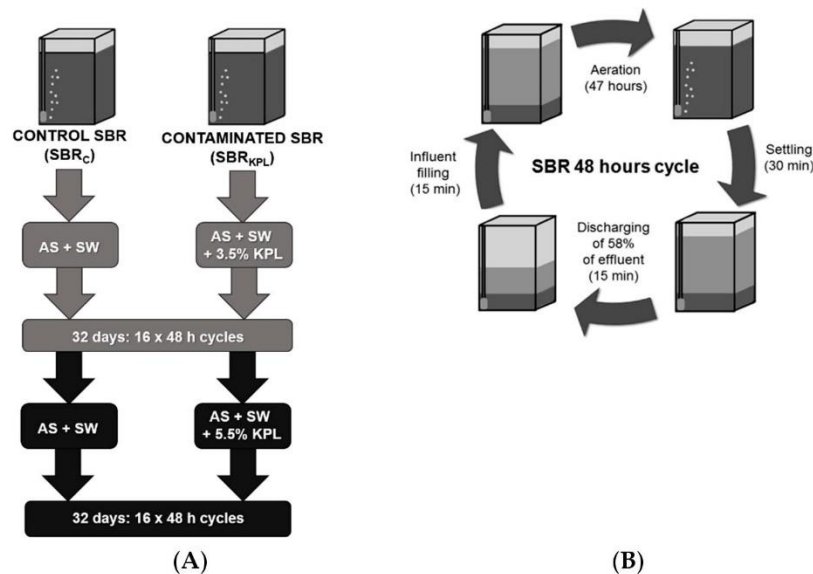 CONTROL SBR
(SBRC)
CONTAMINATED SBR
(SBRKPL)
AS + SW
AS + SW
+ 3.5% KPL
32 days: 16 x 48 h cycles
AS + SW
AS + SW
+ 5.5% KPL
32 days: 16 x 48 h cycles
(A)
Aeration
(47 hours)
Settling
(30 min)
SBR 48 hours cycle
Influent
filling
(15 min)
Discharging
of 58%
of effluent
(15 min)
(B)